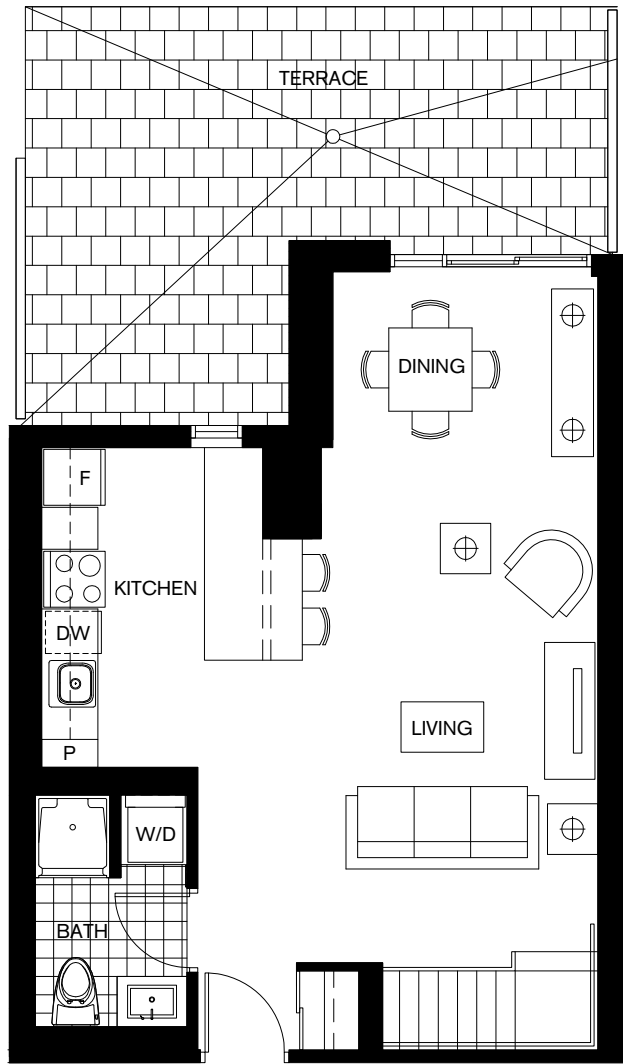 TERRACE
DINING
F
KITCHEN
DW
LIVING
P
W/D
BATH